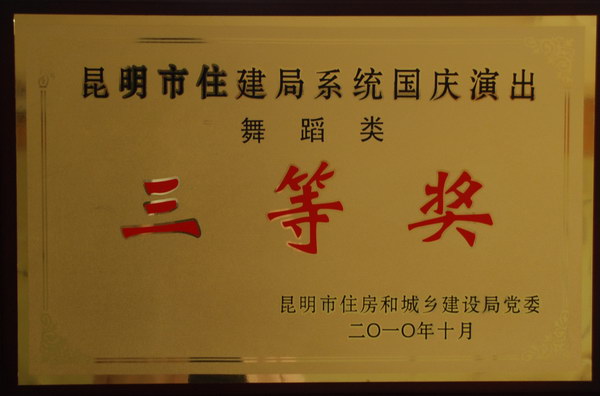 昆明市住建局系统国庆演出
舞蹈类
三等奖
昆明市住房和城乡建设局党委
二〇一〇年十月